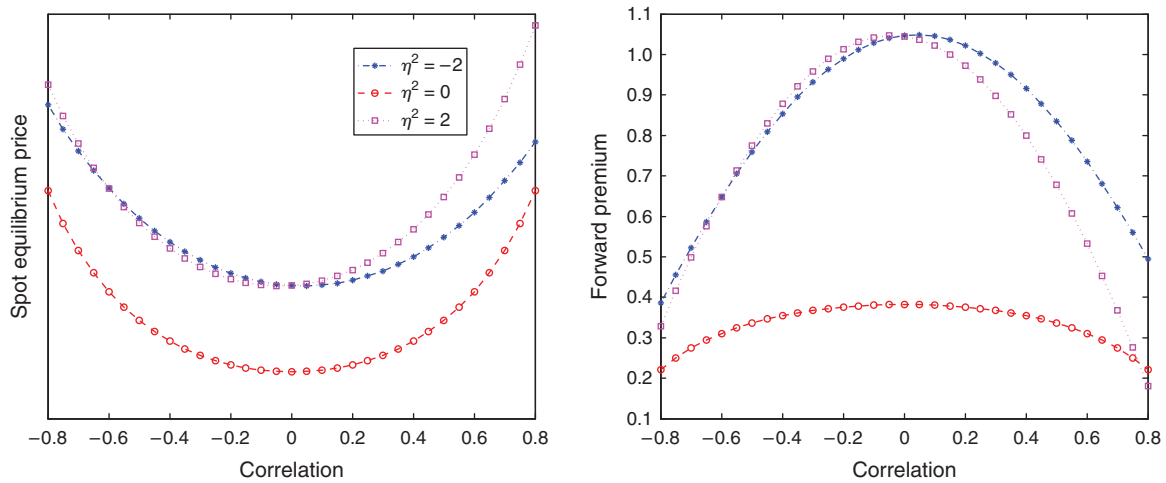 Spot equilibrium price
η² = −2
η² = 0
η² = 2
−0.8 −0.6 −0.4 −0.2 0 0.2 0.4 0.6 0.8
Correlation
Forward premium
1.1
1.0
0.9
0.8
0.7
0.6
0.5
0.4
0.3
0.2
0.1
−0.8 −0.6 −0.4 −0.2 0 0.2 0.4 0.6 0.8
Correlation